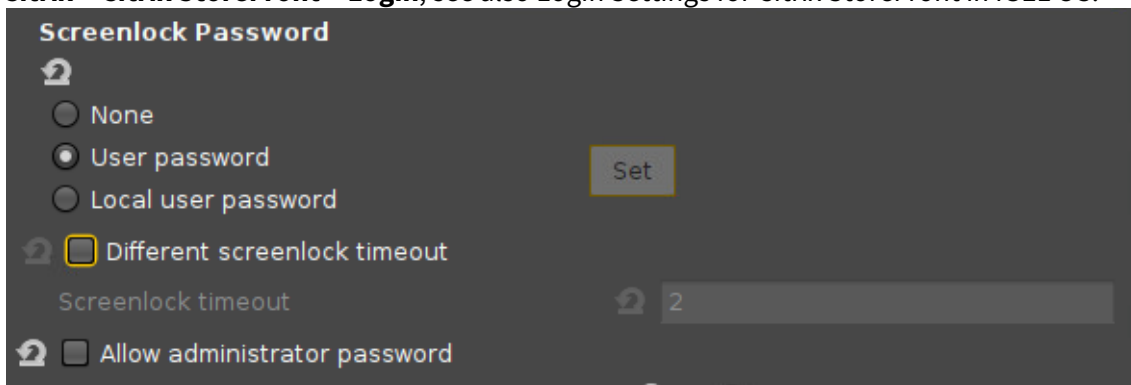 Screenlock Password
None
User password
Set
Local user password
Different screenlock timeout
Screenlock timeout 2
Allow administrator password